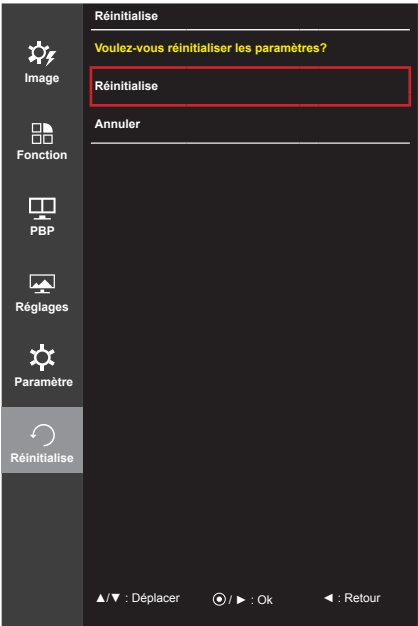 Réinitialise
Voulez-vous réinitialiser les paramètres?
Réinitialise
Annuler
Image
Fonction
PBP
Réglages
Paramètre
Réinitialise
▲/▼ : Déplacer
/ ► : Ok
◄ : Retour